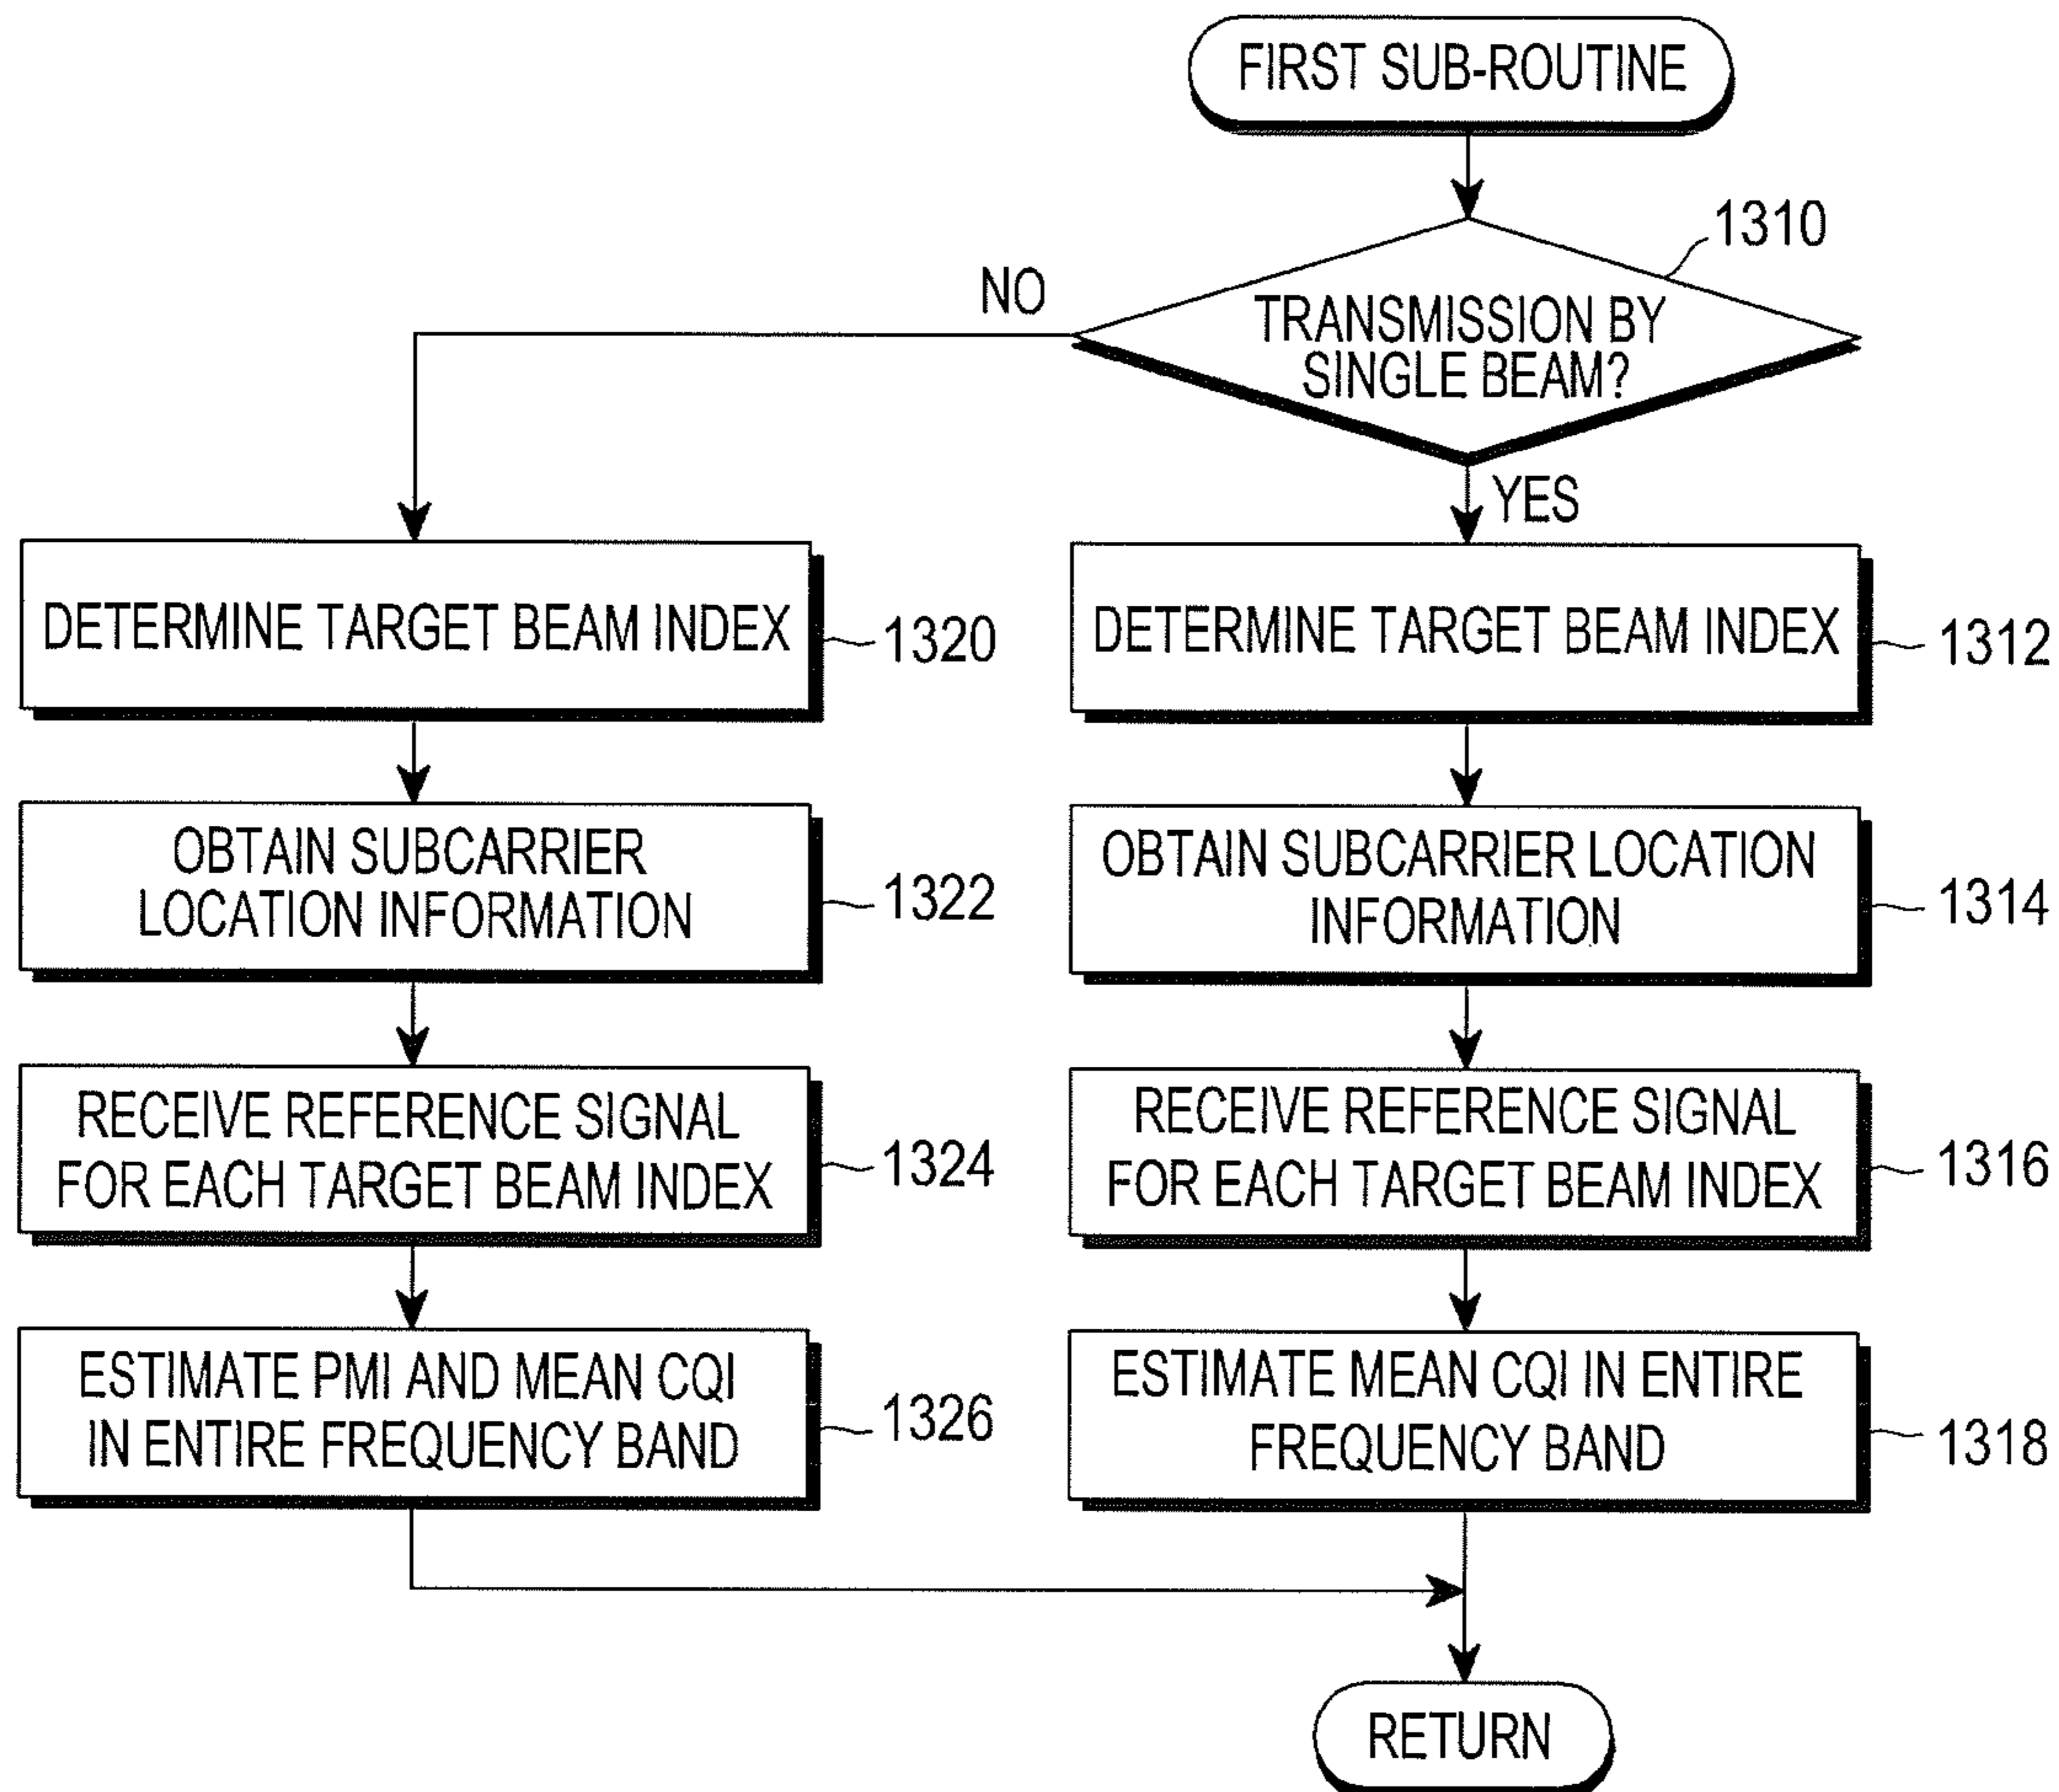 FIRST SUB-ROUTINE
1310
TRANSMISSION BY
SINGLE BEAM?
NO
YES
DETERMINE TARGET BEAM INDEX
1320
DETERMINE TARGET BEAM INDEX
1312
OBTAIN SUBCARRIER
LOCATION INFORMATION
1322
OBTAIN SUBCARRIER LOCATION
INFORMATION
1314
RECEIVE REFERENCE SIGNAL
FOR EACH TARGET BEAM INDEX
1324
RECEIVE REFERENCE SIGNAL
FOR EACH TARGET BEAM INDEX
1316
ESTIMATE PMI AND MEAN CQI
IN ENTIRE FREQUENCY BAND
1326
ESTIMATE MEAN CQI IN ENTIRE
FREQUENCY BAND
1318
RETURN